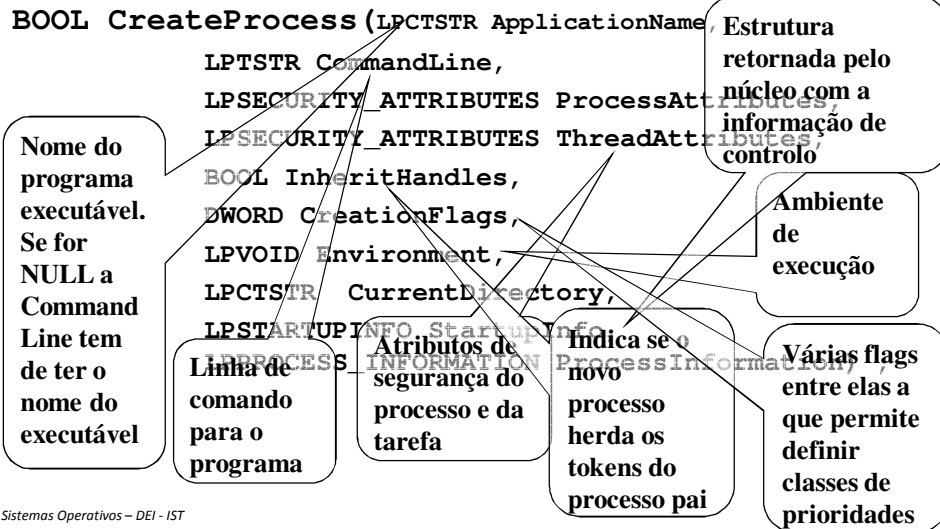 BOOL CreateProcess(LPCTSTR ApplicationName,
LPTSTR CommandLine,
LPSECURITY_ATTRIBUTES ProcessAttributes,
LPSECURITY_ATTRIBUTES ThreadAttributes,
BOOL InheritHandles,
DWORD CreationFlags,
LPVOID Environment,
LPCTSTR CurrentDirectory,
LPSTARTUPINFO StartupInfo
LPPROCESS_INFORMATION ProcessInformation) ;
Nome do
programa
executável.
Se for
NULL a
Command
Line tem
de ter o
nome do
executável
Linha de
comando
para o
programa
Atributos de
segurança do
processo e da
tarefa
Indica se o
novo
processo
herda os
tokens do
processo pai
Estrutura
retornada pelo
núcleo com a
informação de
controlo
Ambiente
de
execução
Várias flags
entre elas a
que permite
definir
classes de
prioridades
Sistemas Operativos – DEI - IST